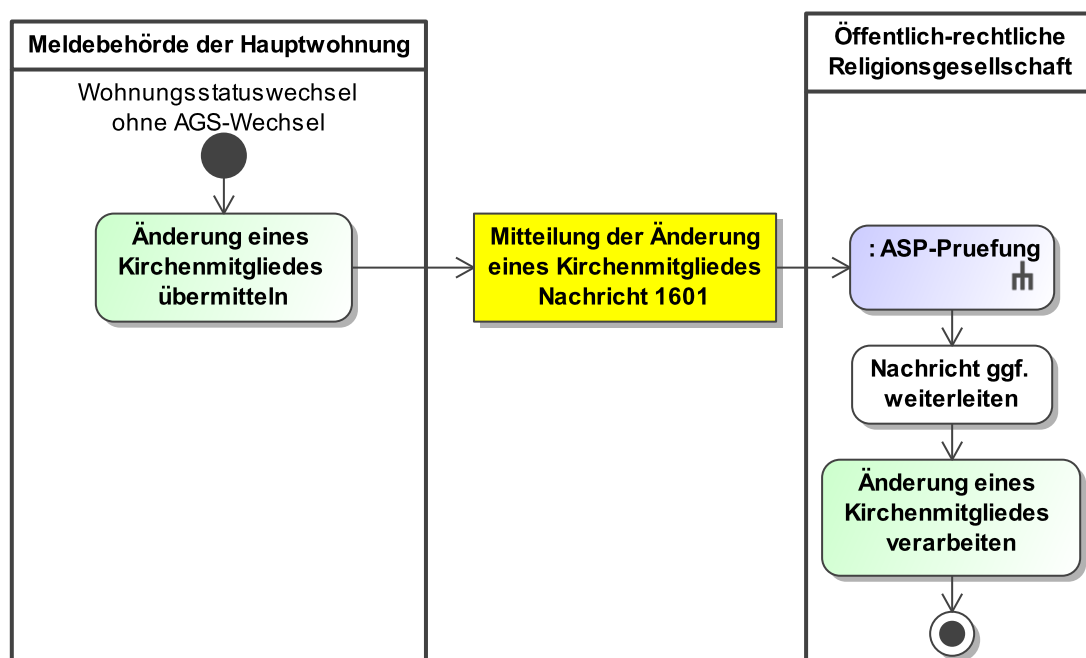 Meldebehörde der Hauptwohnung
Wohnungsstatuswechsel
ohne AGS-Wechsel
Änderung eines
Kirchenmitgliedes
übermitteln
Mitteilung der Änderung
eines Kirchenmitgliedes
Nachricht 1601
Öffentlich-rechtliche
Religionsgesellschaft
: ASP-Pruefung
Nachricht ggf.
weiterleiten
Änderung eines
Kirchenmitgliedes
verarbeiten